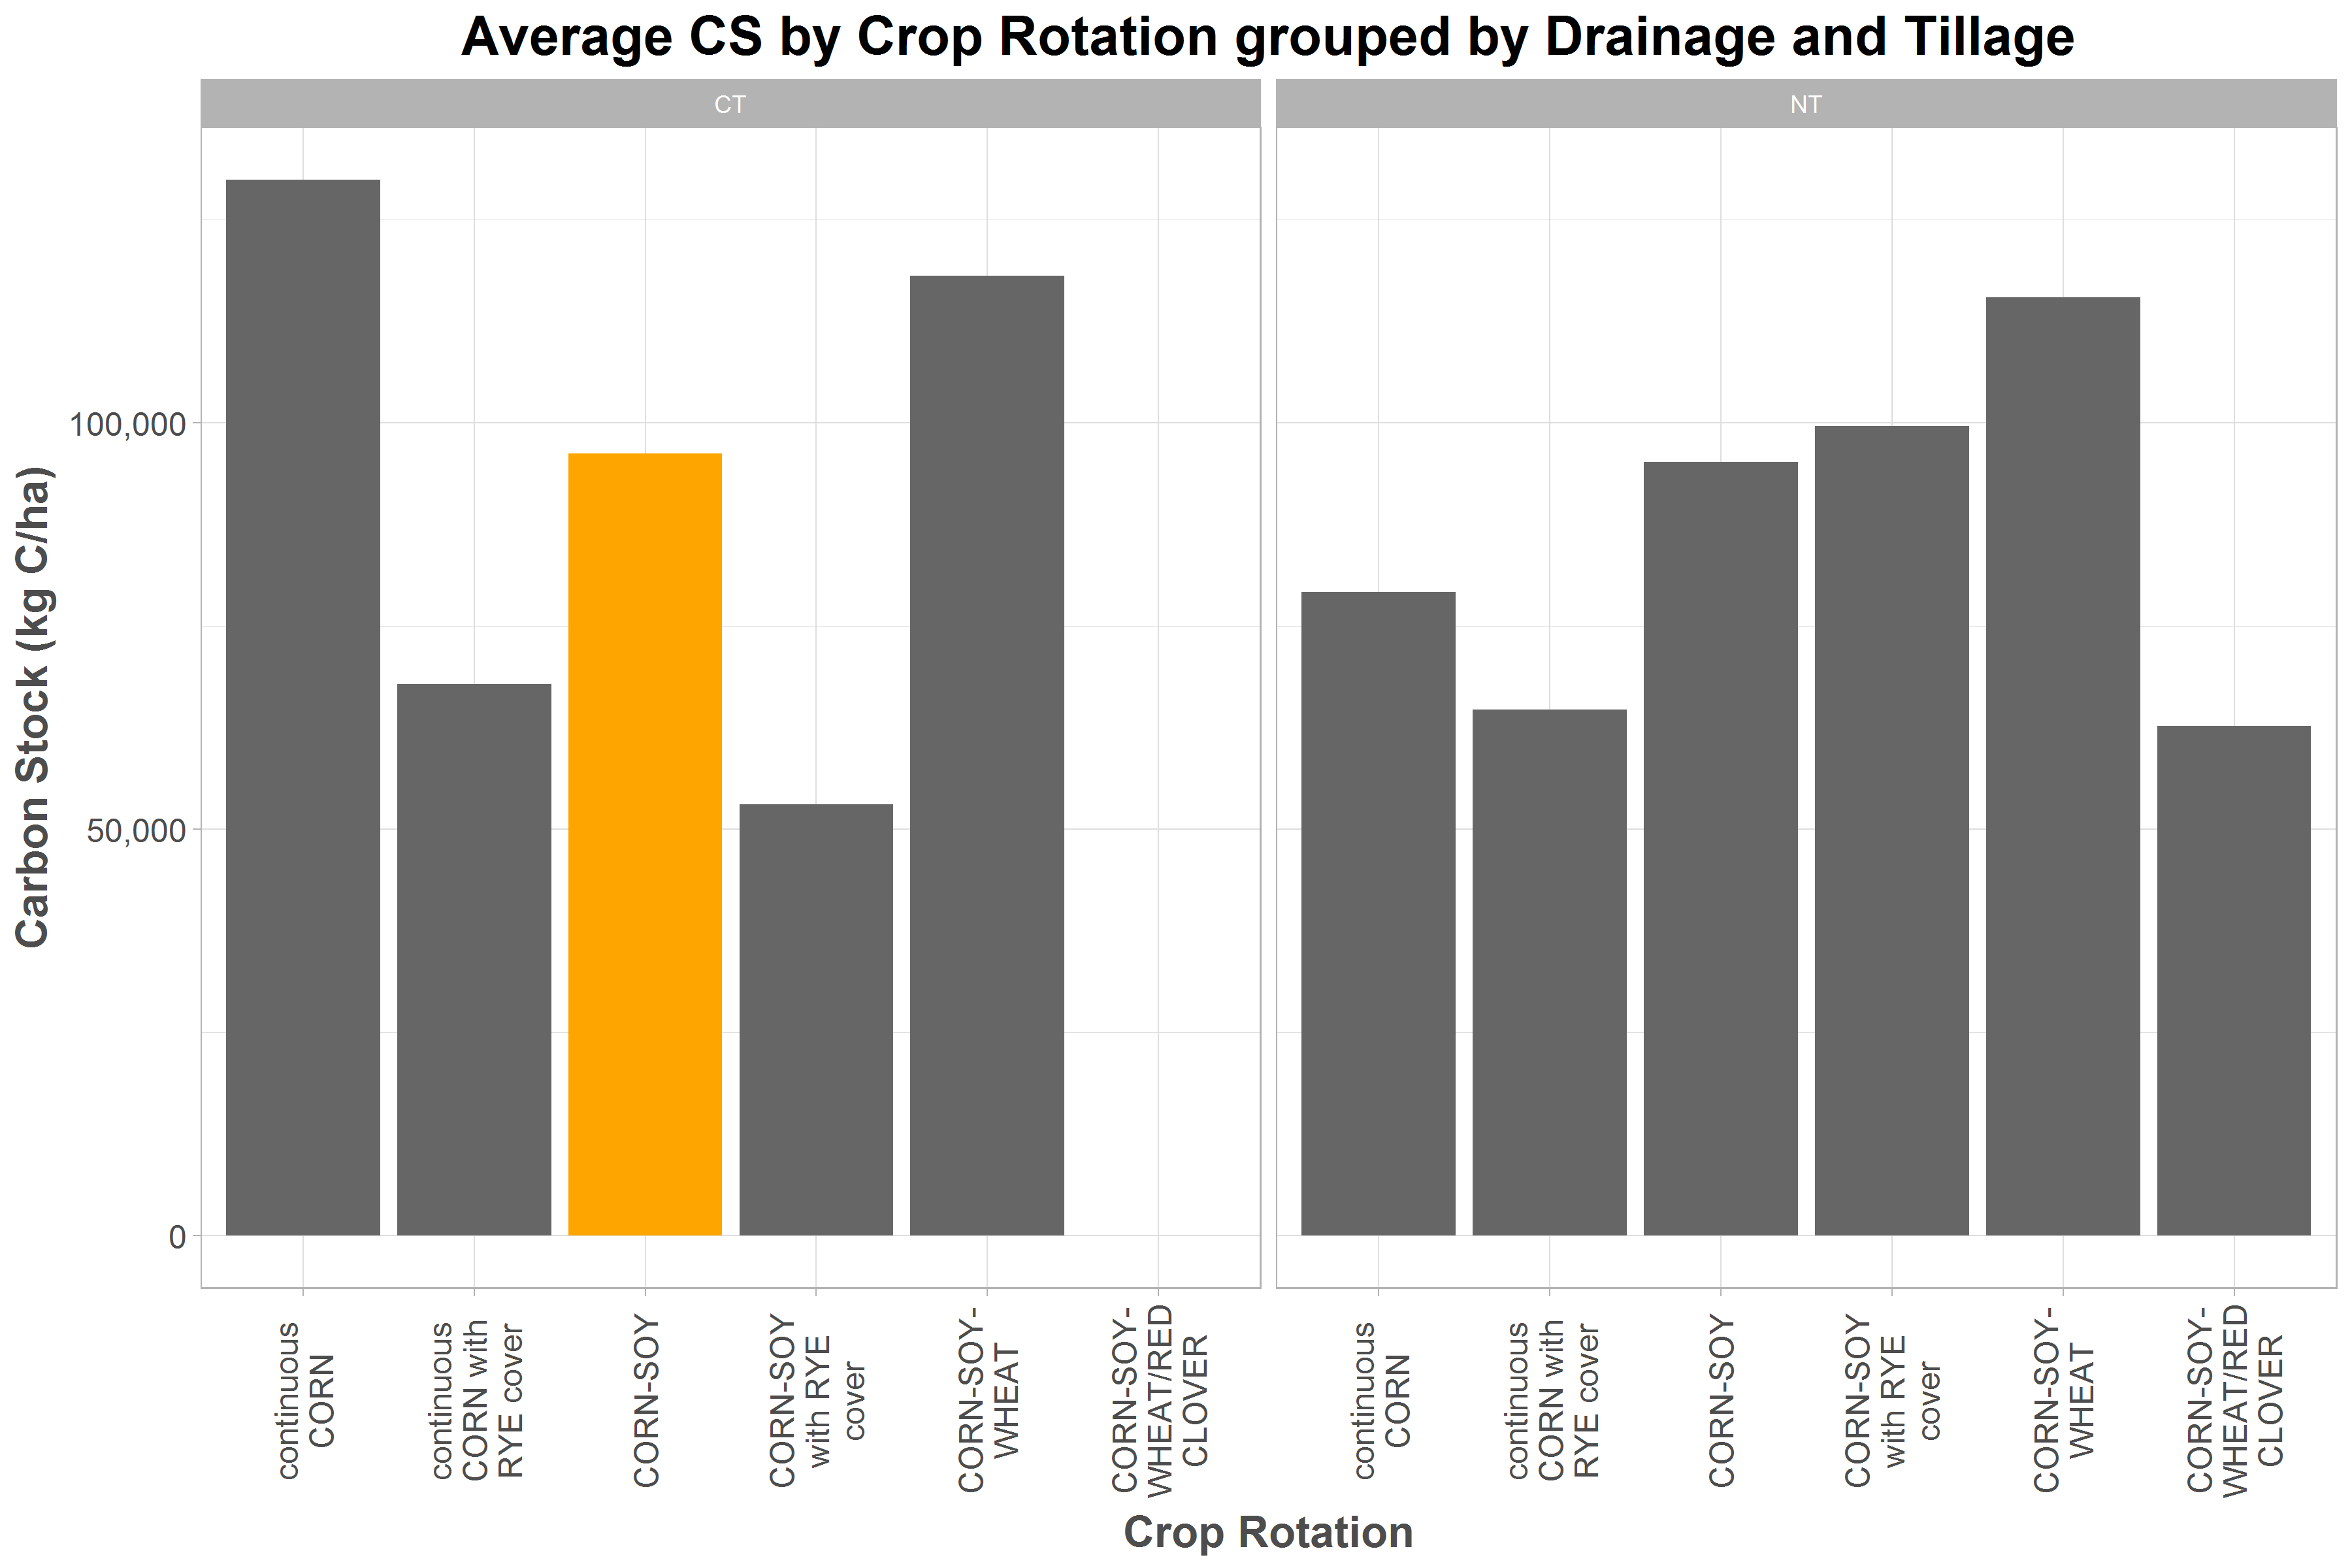 Average CS by Crop Rotation grouped by Drainage and Tillage
CT
NT
Carbon Stock (kg C/ha)
100,000
50,000
0
continuous
CORN
continuous
CORN with
RYE cover
CORN-SOY
CORN-SOY
with RYE
cover
CORN-SOY-
WHEAT
CORN-SOY-
WHEAT/RED
CLOVER
continuous
CORN
continuous
CORN with
RYE cover
CORN-SOY
CORN-SOY
with RYE
cover
CORN-SOY-
WHEAT
CORN-SOY-
WHEAT/RED
CLOVER
Crop Rotation